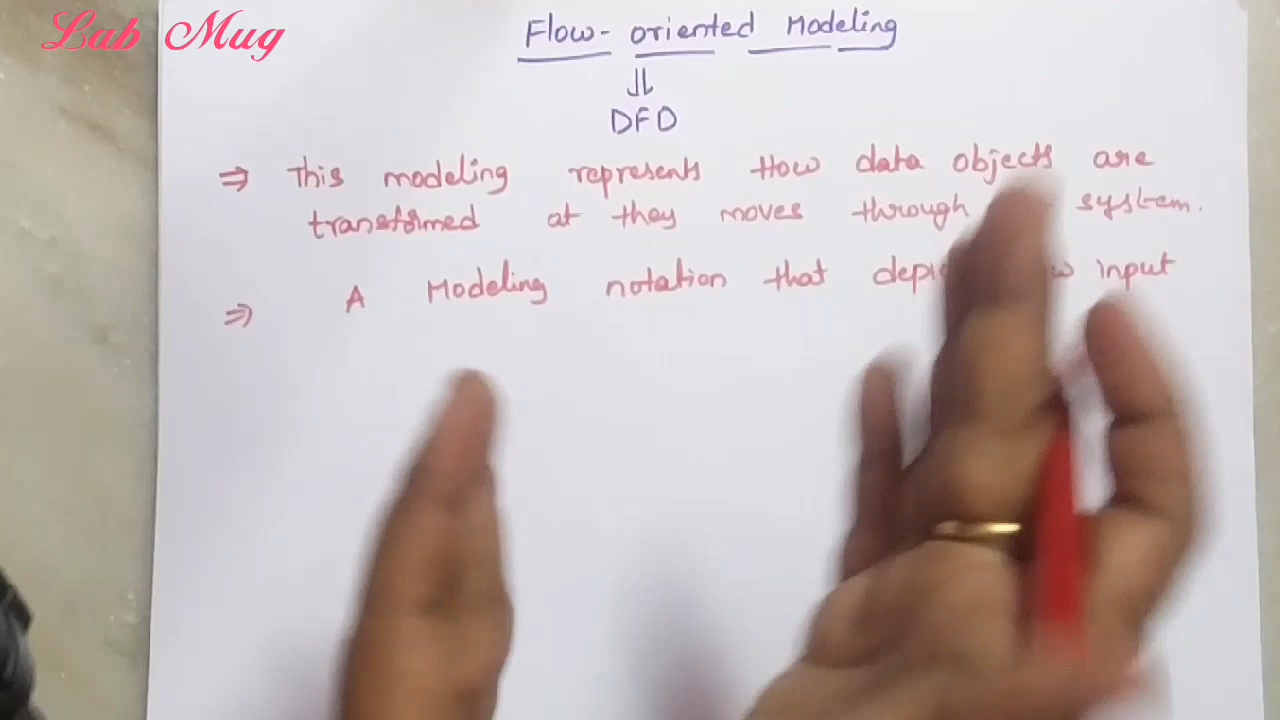 Lab Mug
Flow- oriented Modeling
⇓
DFD
⇒ This modeling represents How data objects are
transformed at they moves through system.
⇒ A Modeling notation that input